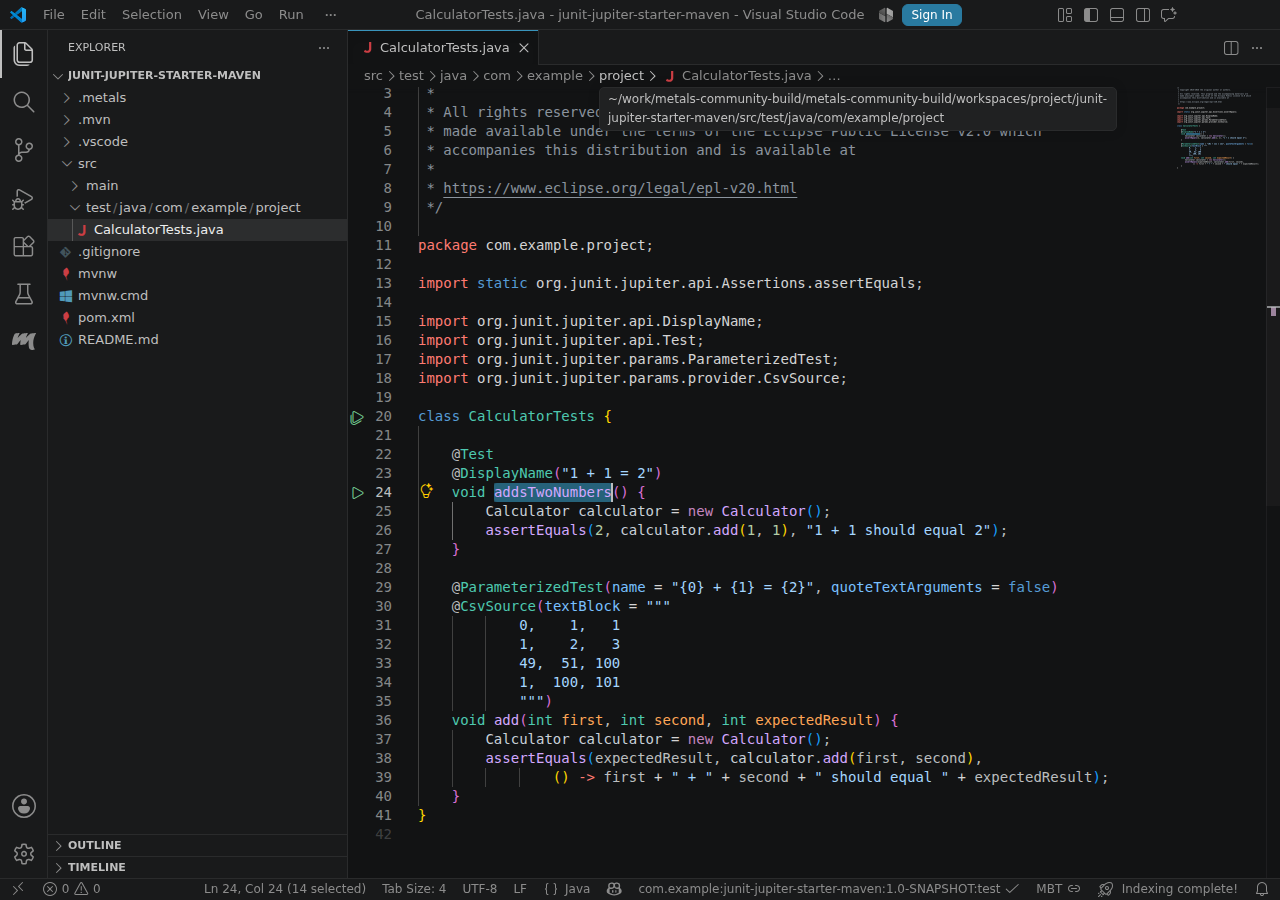 File Edit Selection View Go Run ··· CalculatorTests.java - junit-jupiter-starter-maven - Visual Studio Code Sign In
EXPLORER ···
JUNIT-JUPITER-STARTER-MAVEN
.metals
.mvn
.vscode
src
main
test/java/com/example/project
CalculatorTests.java
.gitignore
mvnw
mvnw.cmd
pom.xml
README.md
OUTLINE
TIMELINE
CalculatorTests.java
src > test > java > com > example > project > CalculatorTests.java > ...
~/work/metals-community-build/metals-community-build/workspaces/project/junit-
jupiter-starter-maven/src/test/java/com/example/project
3 *
4 * All rights reserved
5 * made available under the terms of the Eclipse Public License v2.0 which
6 * accompanies this distribution and is available at
7 *
8 * https://www.eclipse.org/legal/epl-v20.html
9 */
10
11 package com.example.project;
12
13 import static org.junit.jupiter.api.Assertions.assertEquals;
14
15 import org.junit.jupiter.api.DisplayName;
16 import org.junit.jupiter.api.Test;
17 import org.junit.jupiter.params.ParameterizedTest;
18 import org.junit.jupiter.params.provider.CsvSource;
19
20 class CalculatorTests {
21
22 @Test
23 @DisplayName("1 + 1 = 2")
24 void addsTwoNumbers() {
25 Calculator calculator = new Calculator();
26 assertEquals(2, calculator.add(1, 1), "1 + 1 should equal 2");
27 }
28
29 @ParameterizedTest(name = "{0} + {1} = {2}", quoteTextArguments = false)
30 @CsvSource(textBlock = """
31 0, 1, 1
32 1, 2, 3
33 49, 51, 100
34 1, 100, 101
35 """)
36 void add(int first, int second, int expectedResult) {
37 Calculator calculator = new Calculator();
38 assertEquals(expectedResult, calculator.add(first, second),
39 () -> first + " + " + second + " should equal " + expectedResult);
40 }
41 }
42
0 0 Ln 24, Col 24 (14 selected) Tab Size: 4 UTF-8 LF { } Java com.example:junit-jupiter-starter-maven:1.0-SNAPSHOT:test MBT Indexing complete!